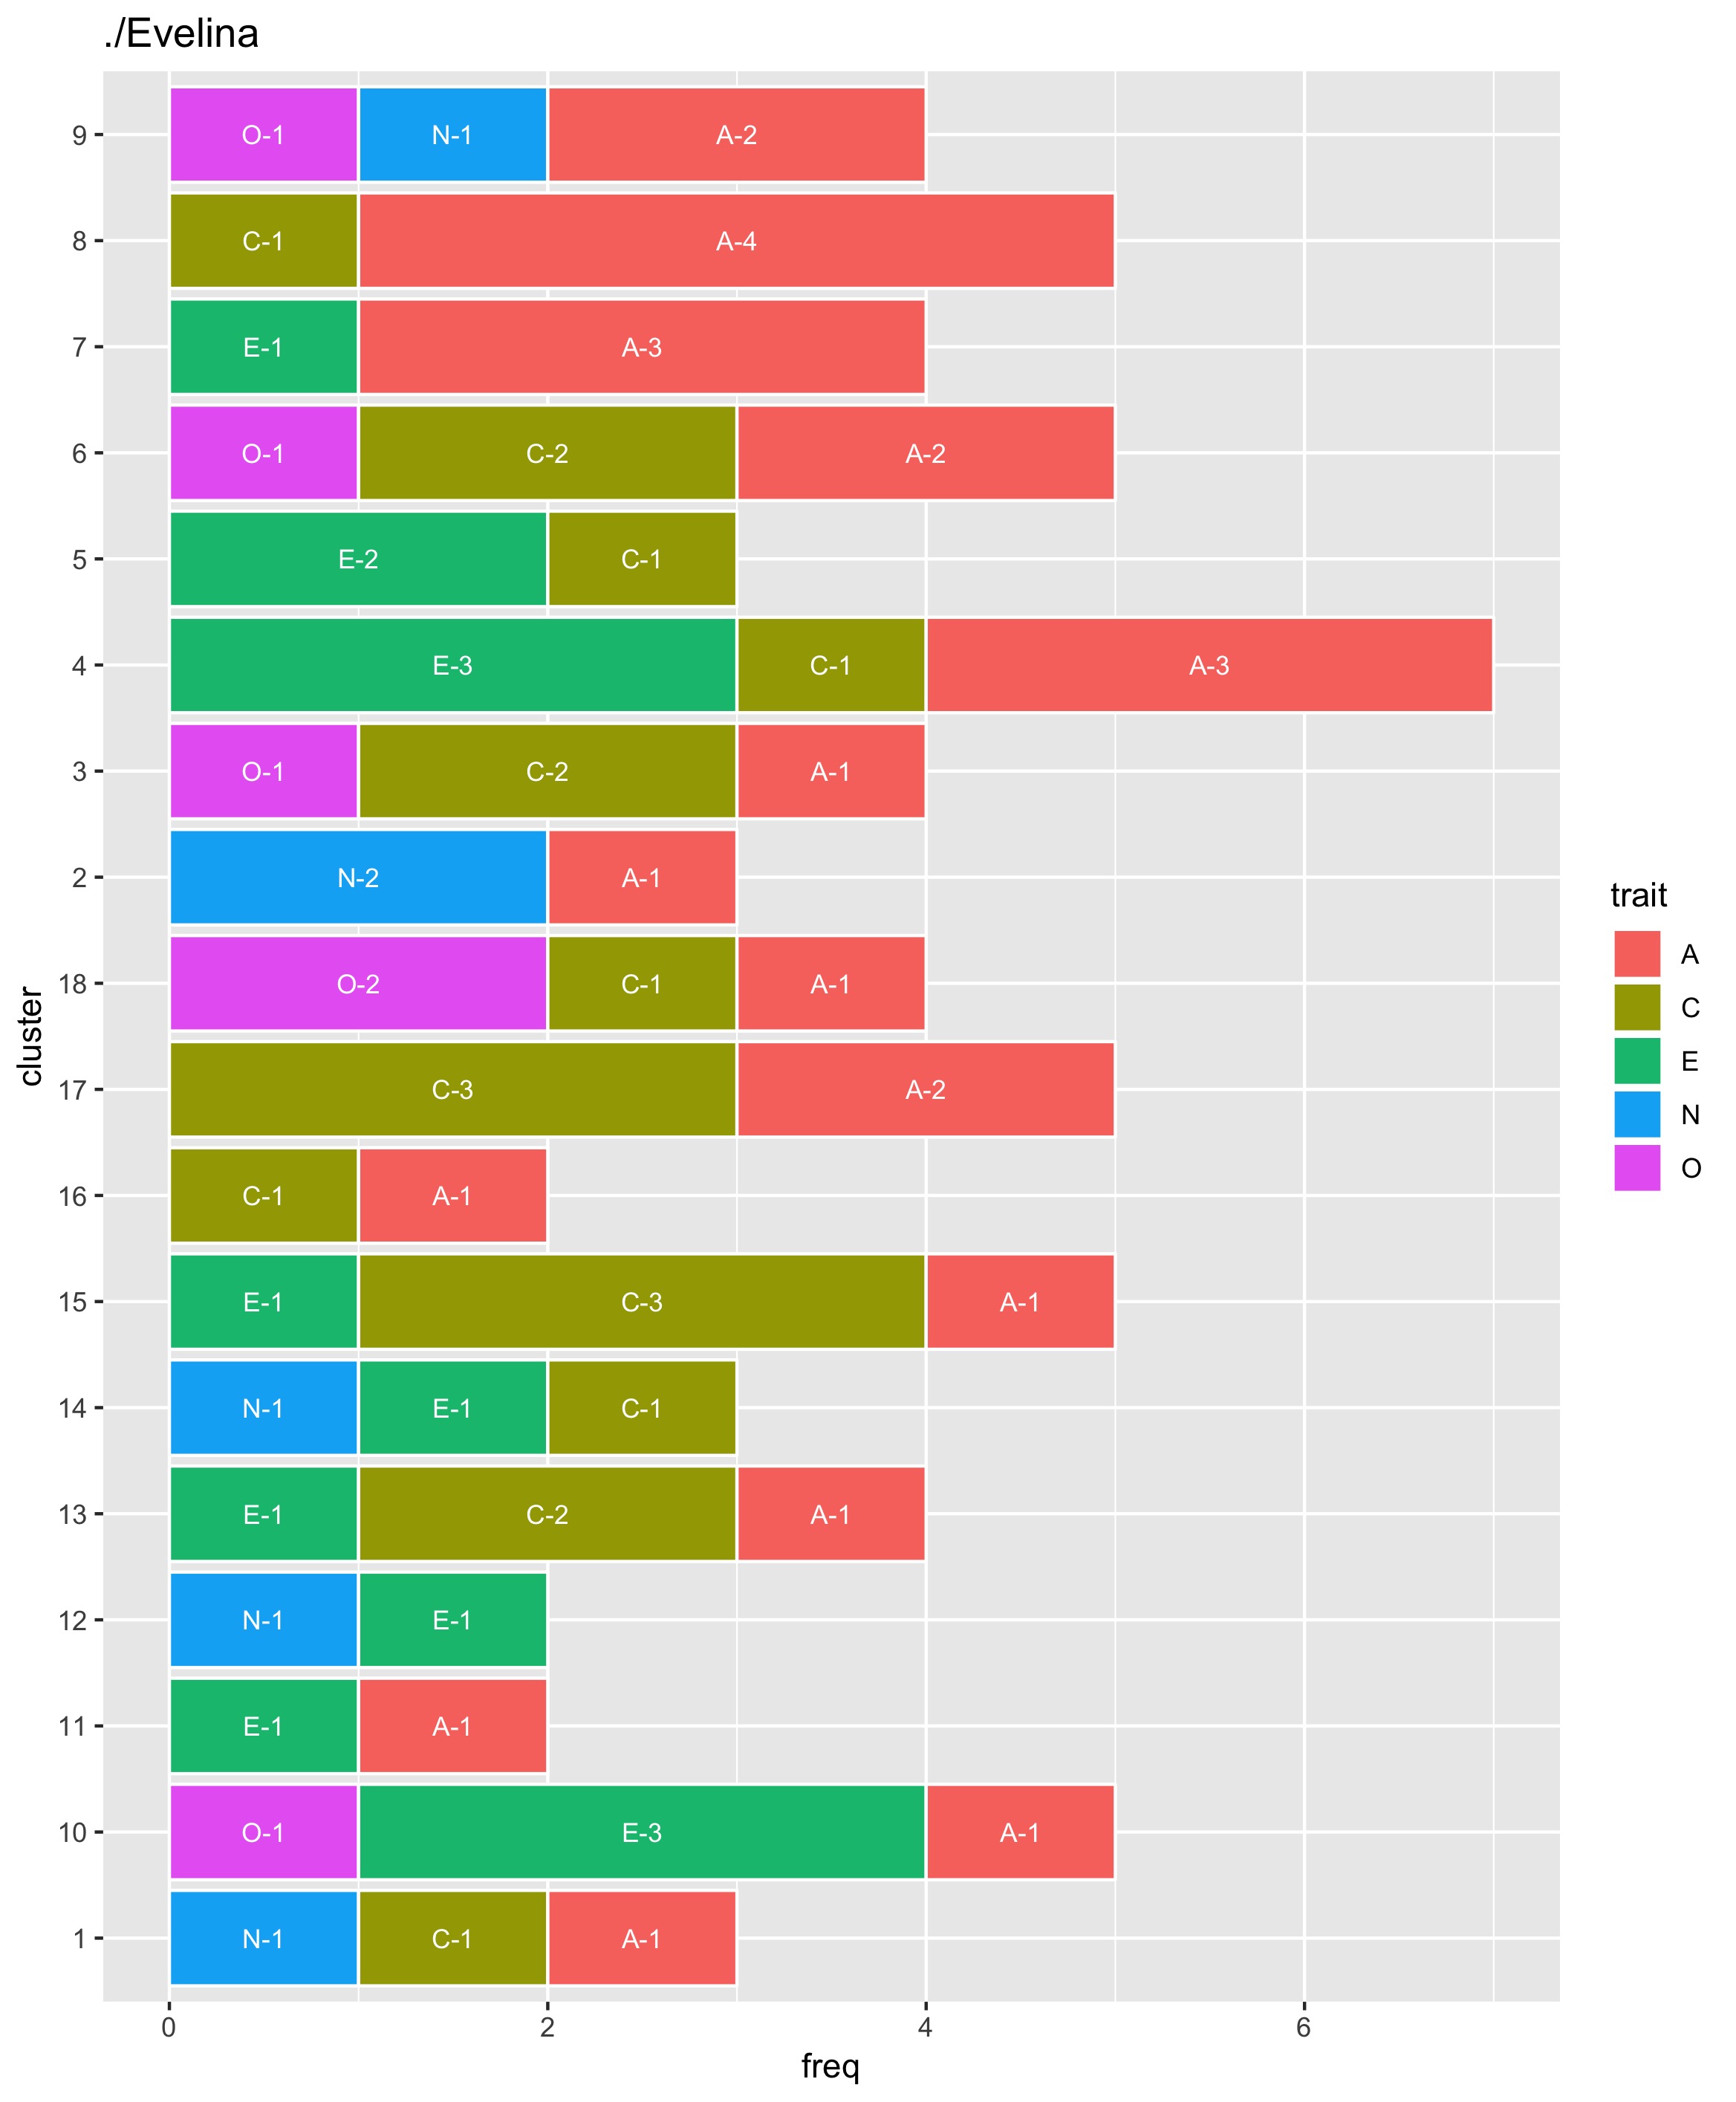 ./Evelina
9 O-1 N-1 A-2
8 C-1 A-4
7 E-1 A-3
6 O-1 C-2 A-2
5 E-2 C-1
4 E-3 C-1 A-3
3 O-1 C-2 A-1
2 N-2 A-1
18 O-2 C-1 A-1
17 C-3 A-2
16 C-1 A-1
15 E-1 C-3 A-1
14 N-1 E-1 C-1
13 E-1 C-2 A-1
12 N-1 E-1
11 E-1 A-1
10 O-1 E-3 A-1
1 N-1 C-1 A-1
cluster
0 2 4 6
freq
trait
A
C
E
N
O